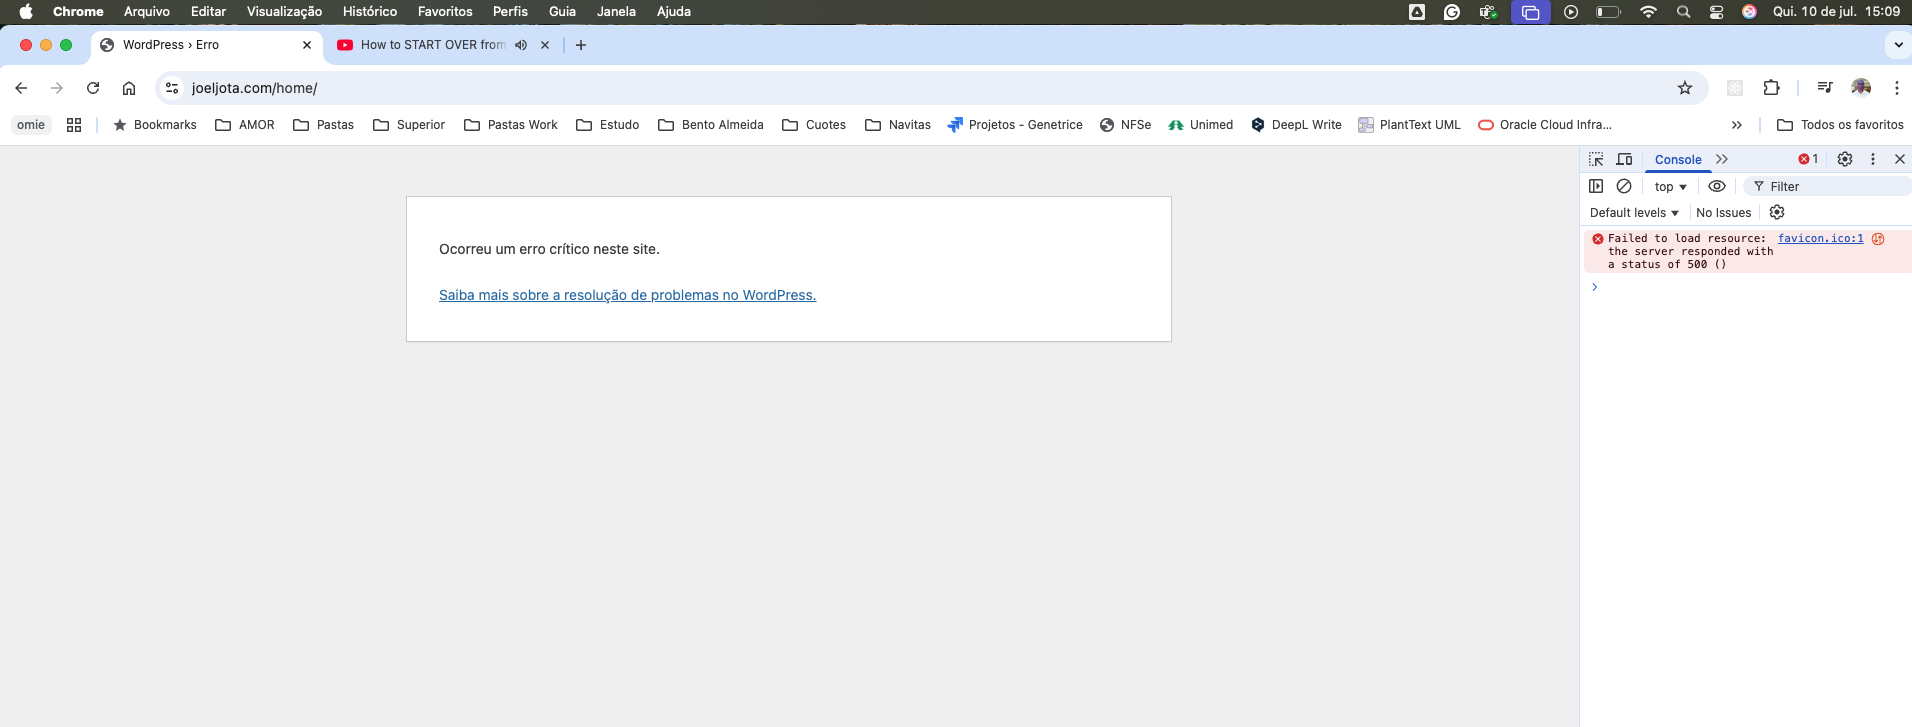 Chrome Arquivo Editar Visualização Histórico Favoritos Perfis Guia Janela Ajuda Qui. 10 de jul. 15:09
WordPress › Erro How to START OVER from
joeljota.com/home/
omie Bookmarks AMOR Pastas Superior Pastas Work Estudo Bento Almeida Cuotes Navitas Projetos - Genetrice NFSe Unimed DeepL Write PlantText UML Oracle Cloud Infra... Todos os favoritos
Console 1
top Filter
Default levels No Issues
Failed to load resource: favicon.ico:1
the server responded with
a status of 500 ()
Ocorreu um erro crítico neste site.
Saiba mais sobre a resolução de problemas no WordPress.